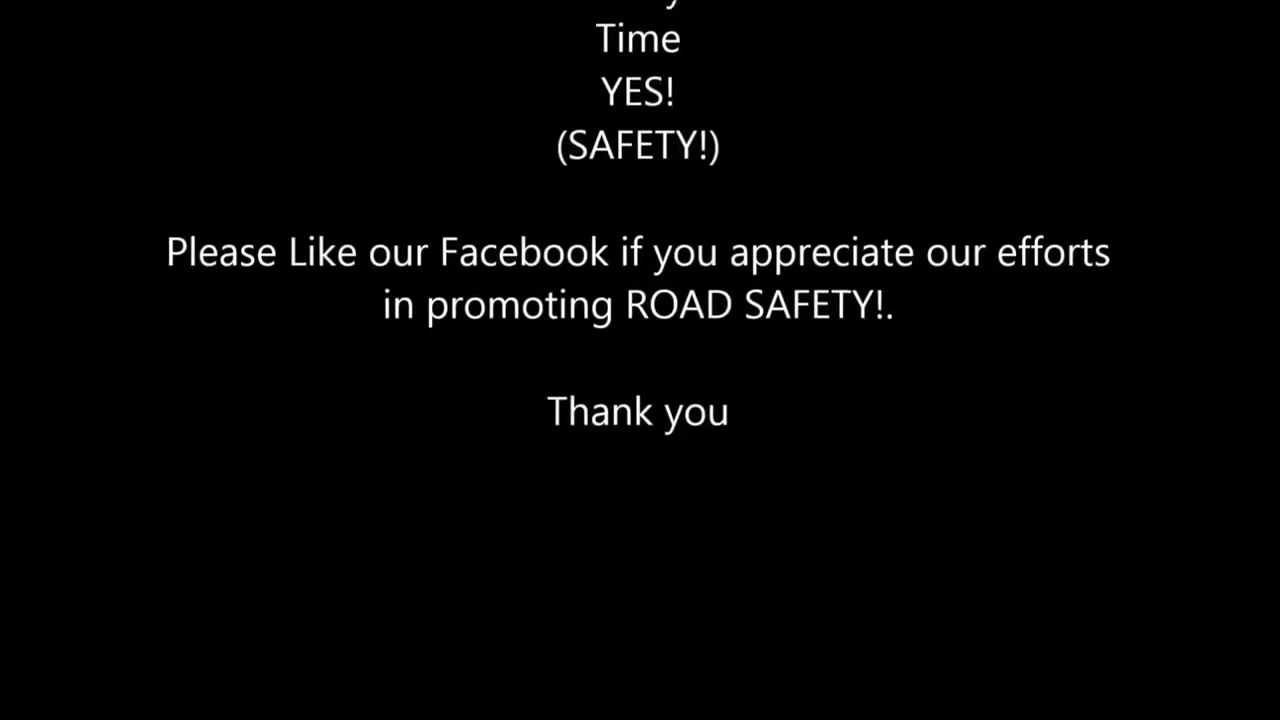 Time
YES!
(SAFETY!)
Please Like our Facebook if you appreciate our efforts
in promoting ROAD SAFETY!.
Thank you